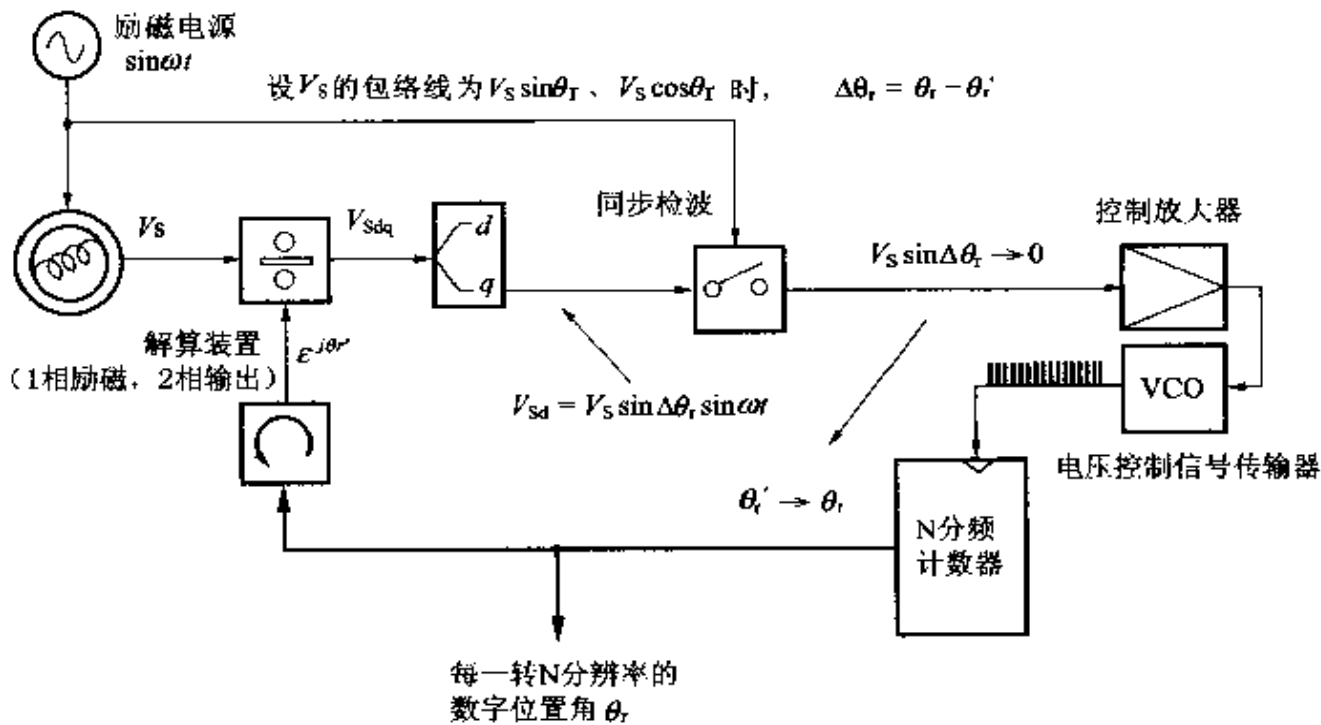 励磁电源
sinωt
设VS的包络线为VS sinθr、VS cosθr 时, Δθr = θr − θr′
同步检波
控制放大器
VS
VSdq
d
q
VS sinΔθr → 0
解算装置
(1相励磁, 2相输出)
ε^jθr′
VSd = VS sinΔθr sinωt
VCO
电压控制信号传输器
θr′ → θr
N分频
计数器
每一转N分辨率的
数字位置角 θr